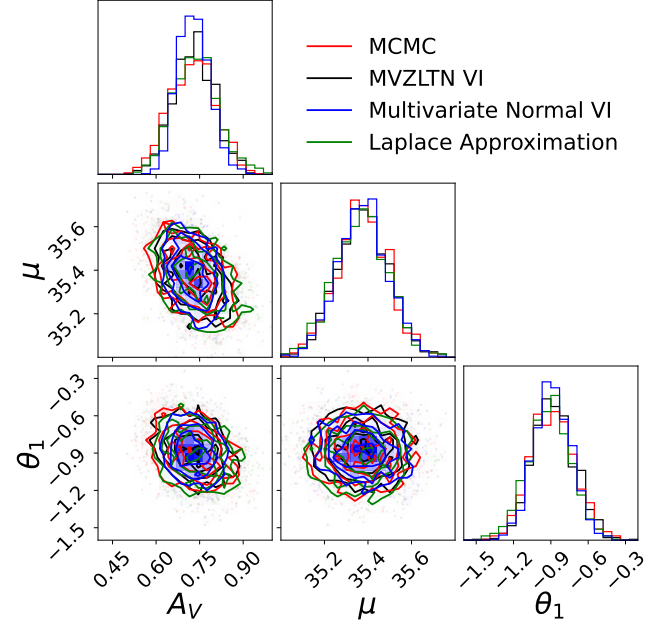 MCMC
MVZLTN VI
Multivariate Normal VI
Laplace Approximation
μ
35.6
35.4
35.2
θ₁
−0.3
−0.6
−0.9
−1.2
−1.5
0.45 0.60 0.75 0.90
35.2 35.4 35.6
−1.5 −1.2 −0.9 −0.6 −0.3
A_V μ θ₁